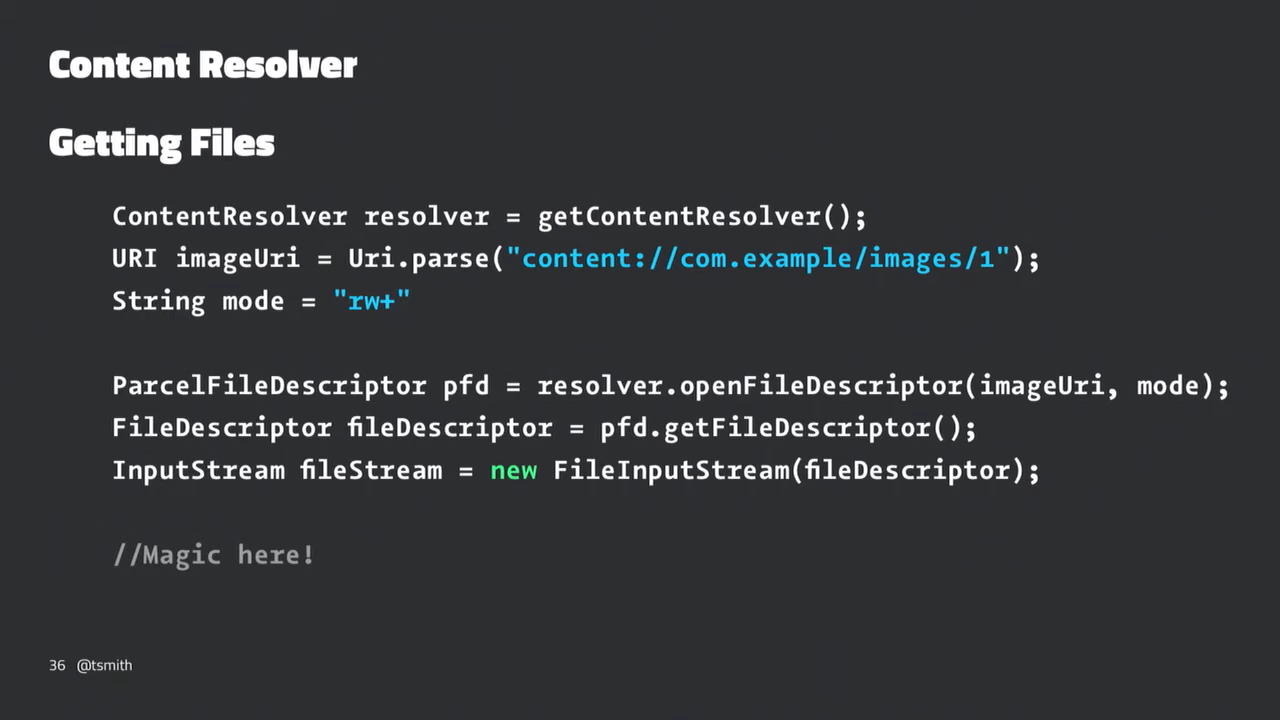 Content Resolver
Getting Files
ContentResolver resolver = getContentResolver();
URI imageUri = Uri.parse("content://com.example/images/1");
String mode = "rw+"
ParcelFileDescriptor pfd = resolver.openFileDescriptor(imageUri, mode);
FileDescriptor fileDescriptor = pfd.getFileDescriptor();
InputStream fileStream = new FileInputStream(fileDescriptor);
//Magic here!
36 @tsmith